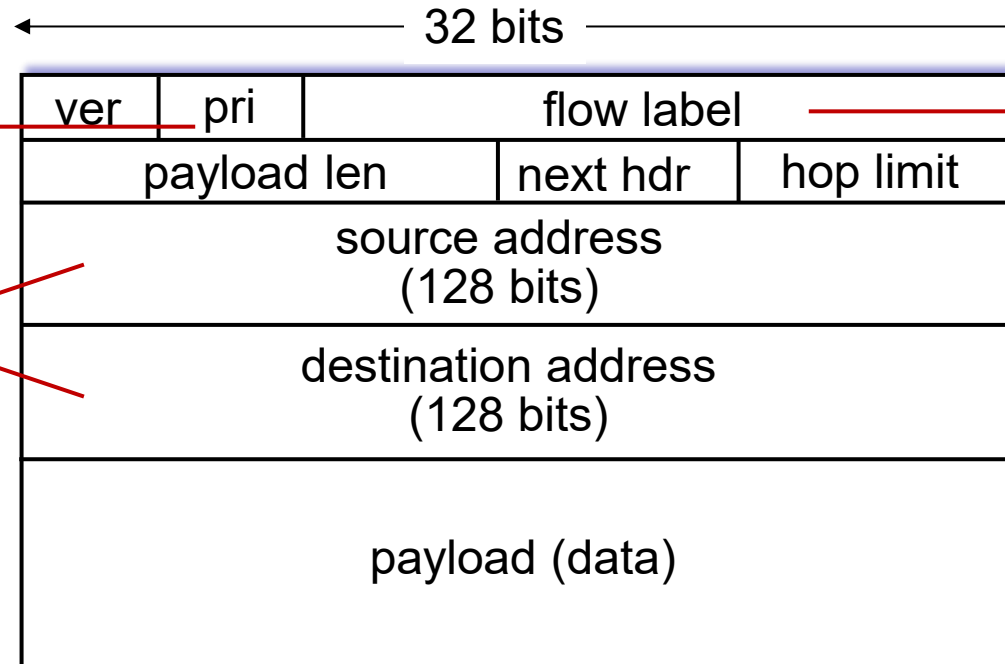 32 bits
ver pri flow label
payload len next hdr hop limit
source address
(128 bits)
destination address
(128 bits)
payload (data)